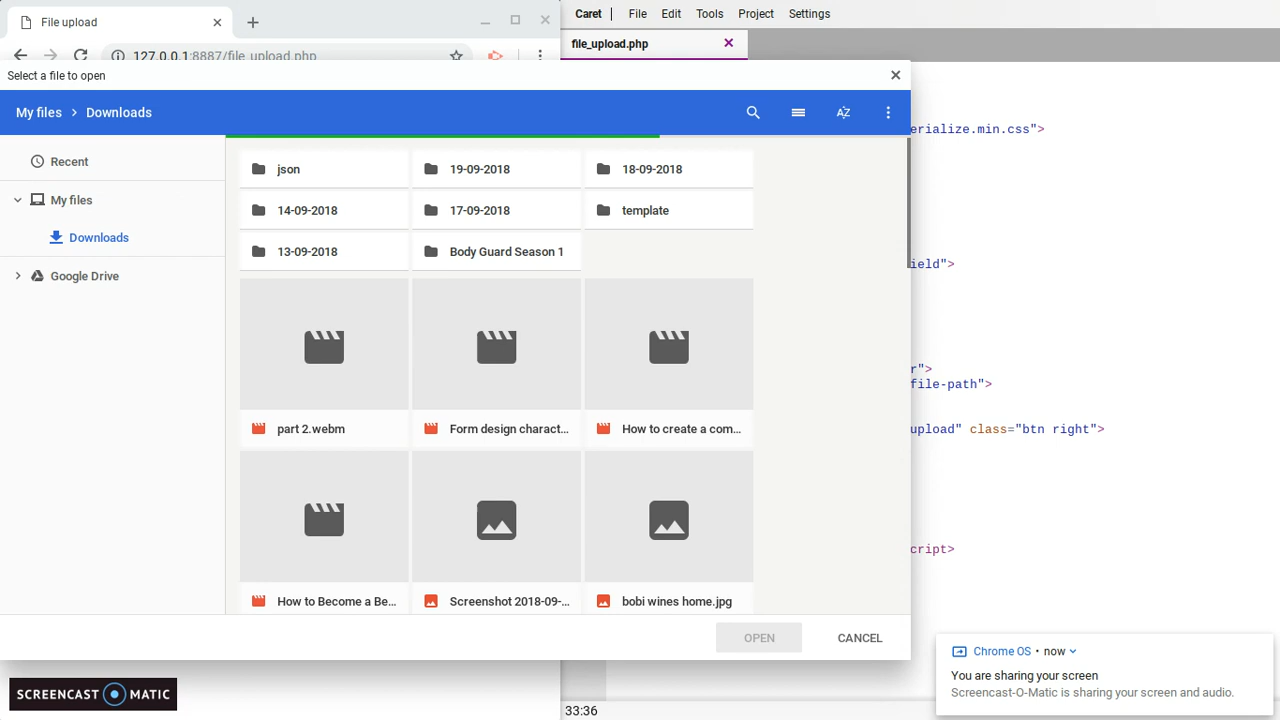 File upload
Caret File Edit Tools Project Settings
127.0.0.1:8887/file_upload.php
file_upload.php
Select a file to open
My files > Downloads
erialize.min.css">
Recent
My files
Downloads
Google Drive
json
19-09-2018
18-09-2018
14-09-2018
17-09-2018
template
13-09-2018
Body Guard Season 1
ield">
r">
file-path">
part 2.webm
Form design charact...
How to create a com...
upload" class="btn right">
cript>
How to Become a Be...
Screenshot 2018-09-...
bobi wines home.jpg
OPEN
CANCEL
Chrome OS • now
You are sharing your screen
Screencast-O-Matic is sharing your screen and audio.
SCREENCAST MATIC
33:36